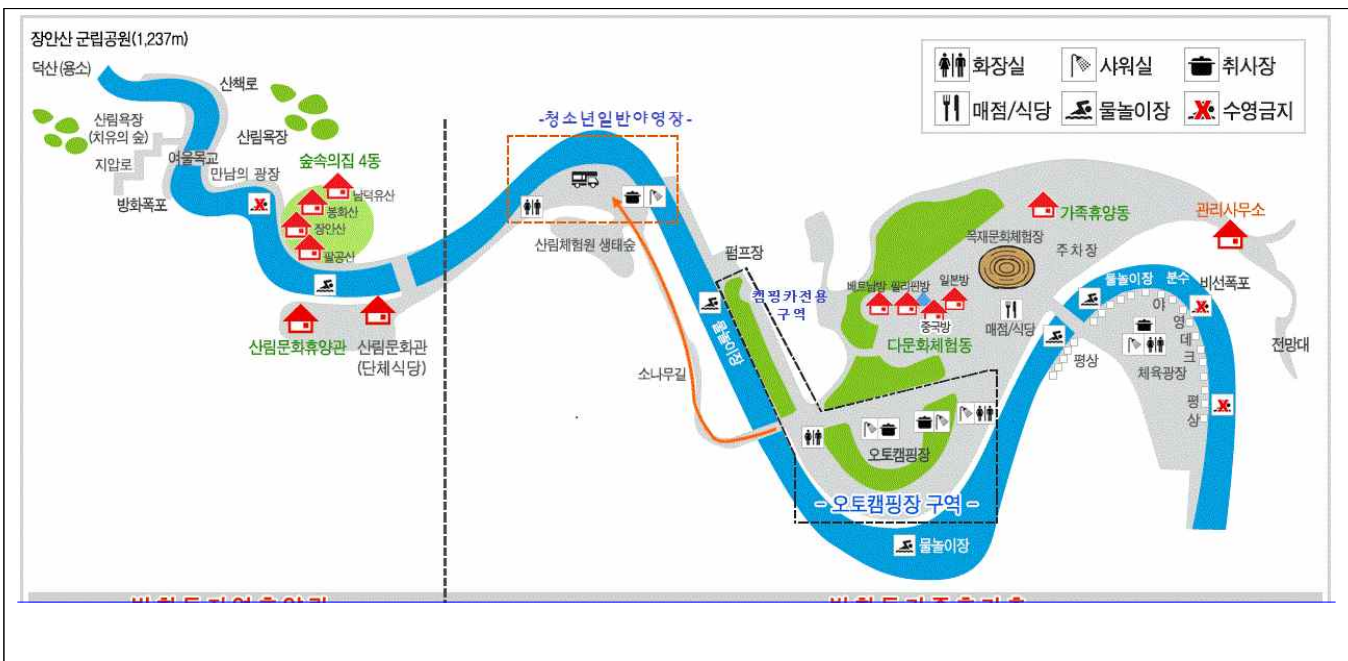 장안산 군립공원(1,237m)
덕산(용소)
산책로
산림욕장
(치유의 숲)
산림욕장
지압로
여울목교
숲속의집 4동
만남의 광장
방화폭포
남덕유산
봉화산
장안산
팔공산
산림문화휴양관
산림문화관
(단체식당)
-청소년일반야영장-
산림체험원 생태숲
펌프장
캠핑카전용
구역
물놀이장
소나무길
화장실
샤워실
취사장
매점/식당
물놀이장
수영금지
가족휴양동
관리사무소
목재문화체험장
주차장
베트남방
필리핀방
일본방
중국방
다문화체험동
매점/식당
물놀이장
분수
비선폭포
야
영
데
크
평상
체육광장
평
상
전망대
오토캠핑장
- 오토캠핑장 구역 -
물놀이장